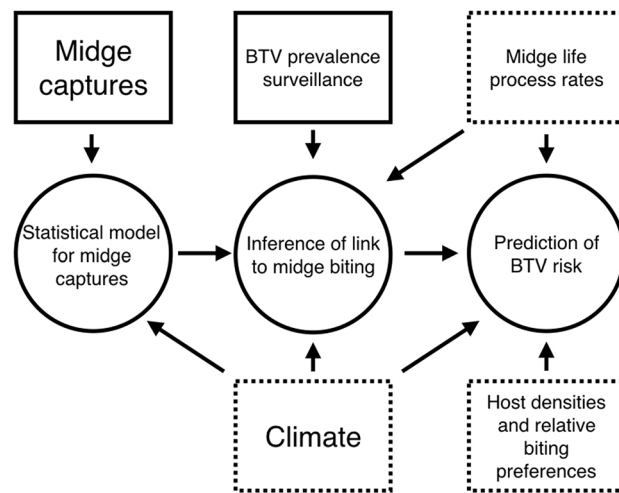 Midge
captures
BTV prevalence
surveillance
Midge life
process rates
Statistical model
for midge
captures
Inference of link
to midge biting
Prediction of
BTV risk
Climate
Host densities
and relative
biting
preferences